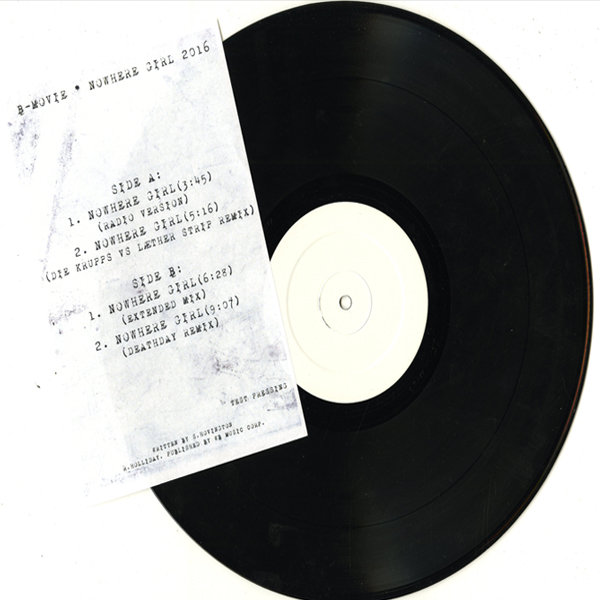 B-MOVIE * NOWHERE GIRL 2016
SIDE A:
1. NOWHERE GIRL(3:45)
(RADIO VERSION)
2. NOWHERE GIRL(5:16)
(DIE KRUPPS VS LÆTHER STRIP REMIX)
SIDE B:
1. NOWHERE GIRL(6:28)
(EXTENDED MIX)
2. NOWHERE GIRL(9:07)
(DEATHDAY REMIX)
TEST PRESSING
WRITTEN BY S.HOVINGTON
R.HOLLIDAY. PUBLISHED BY WB MUSIC CORP.